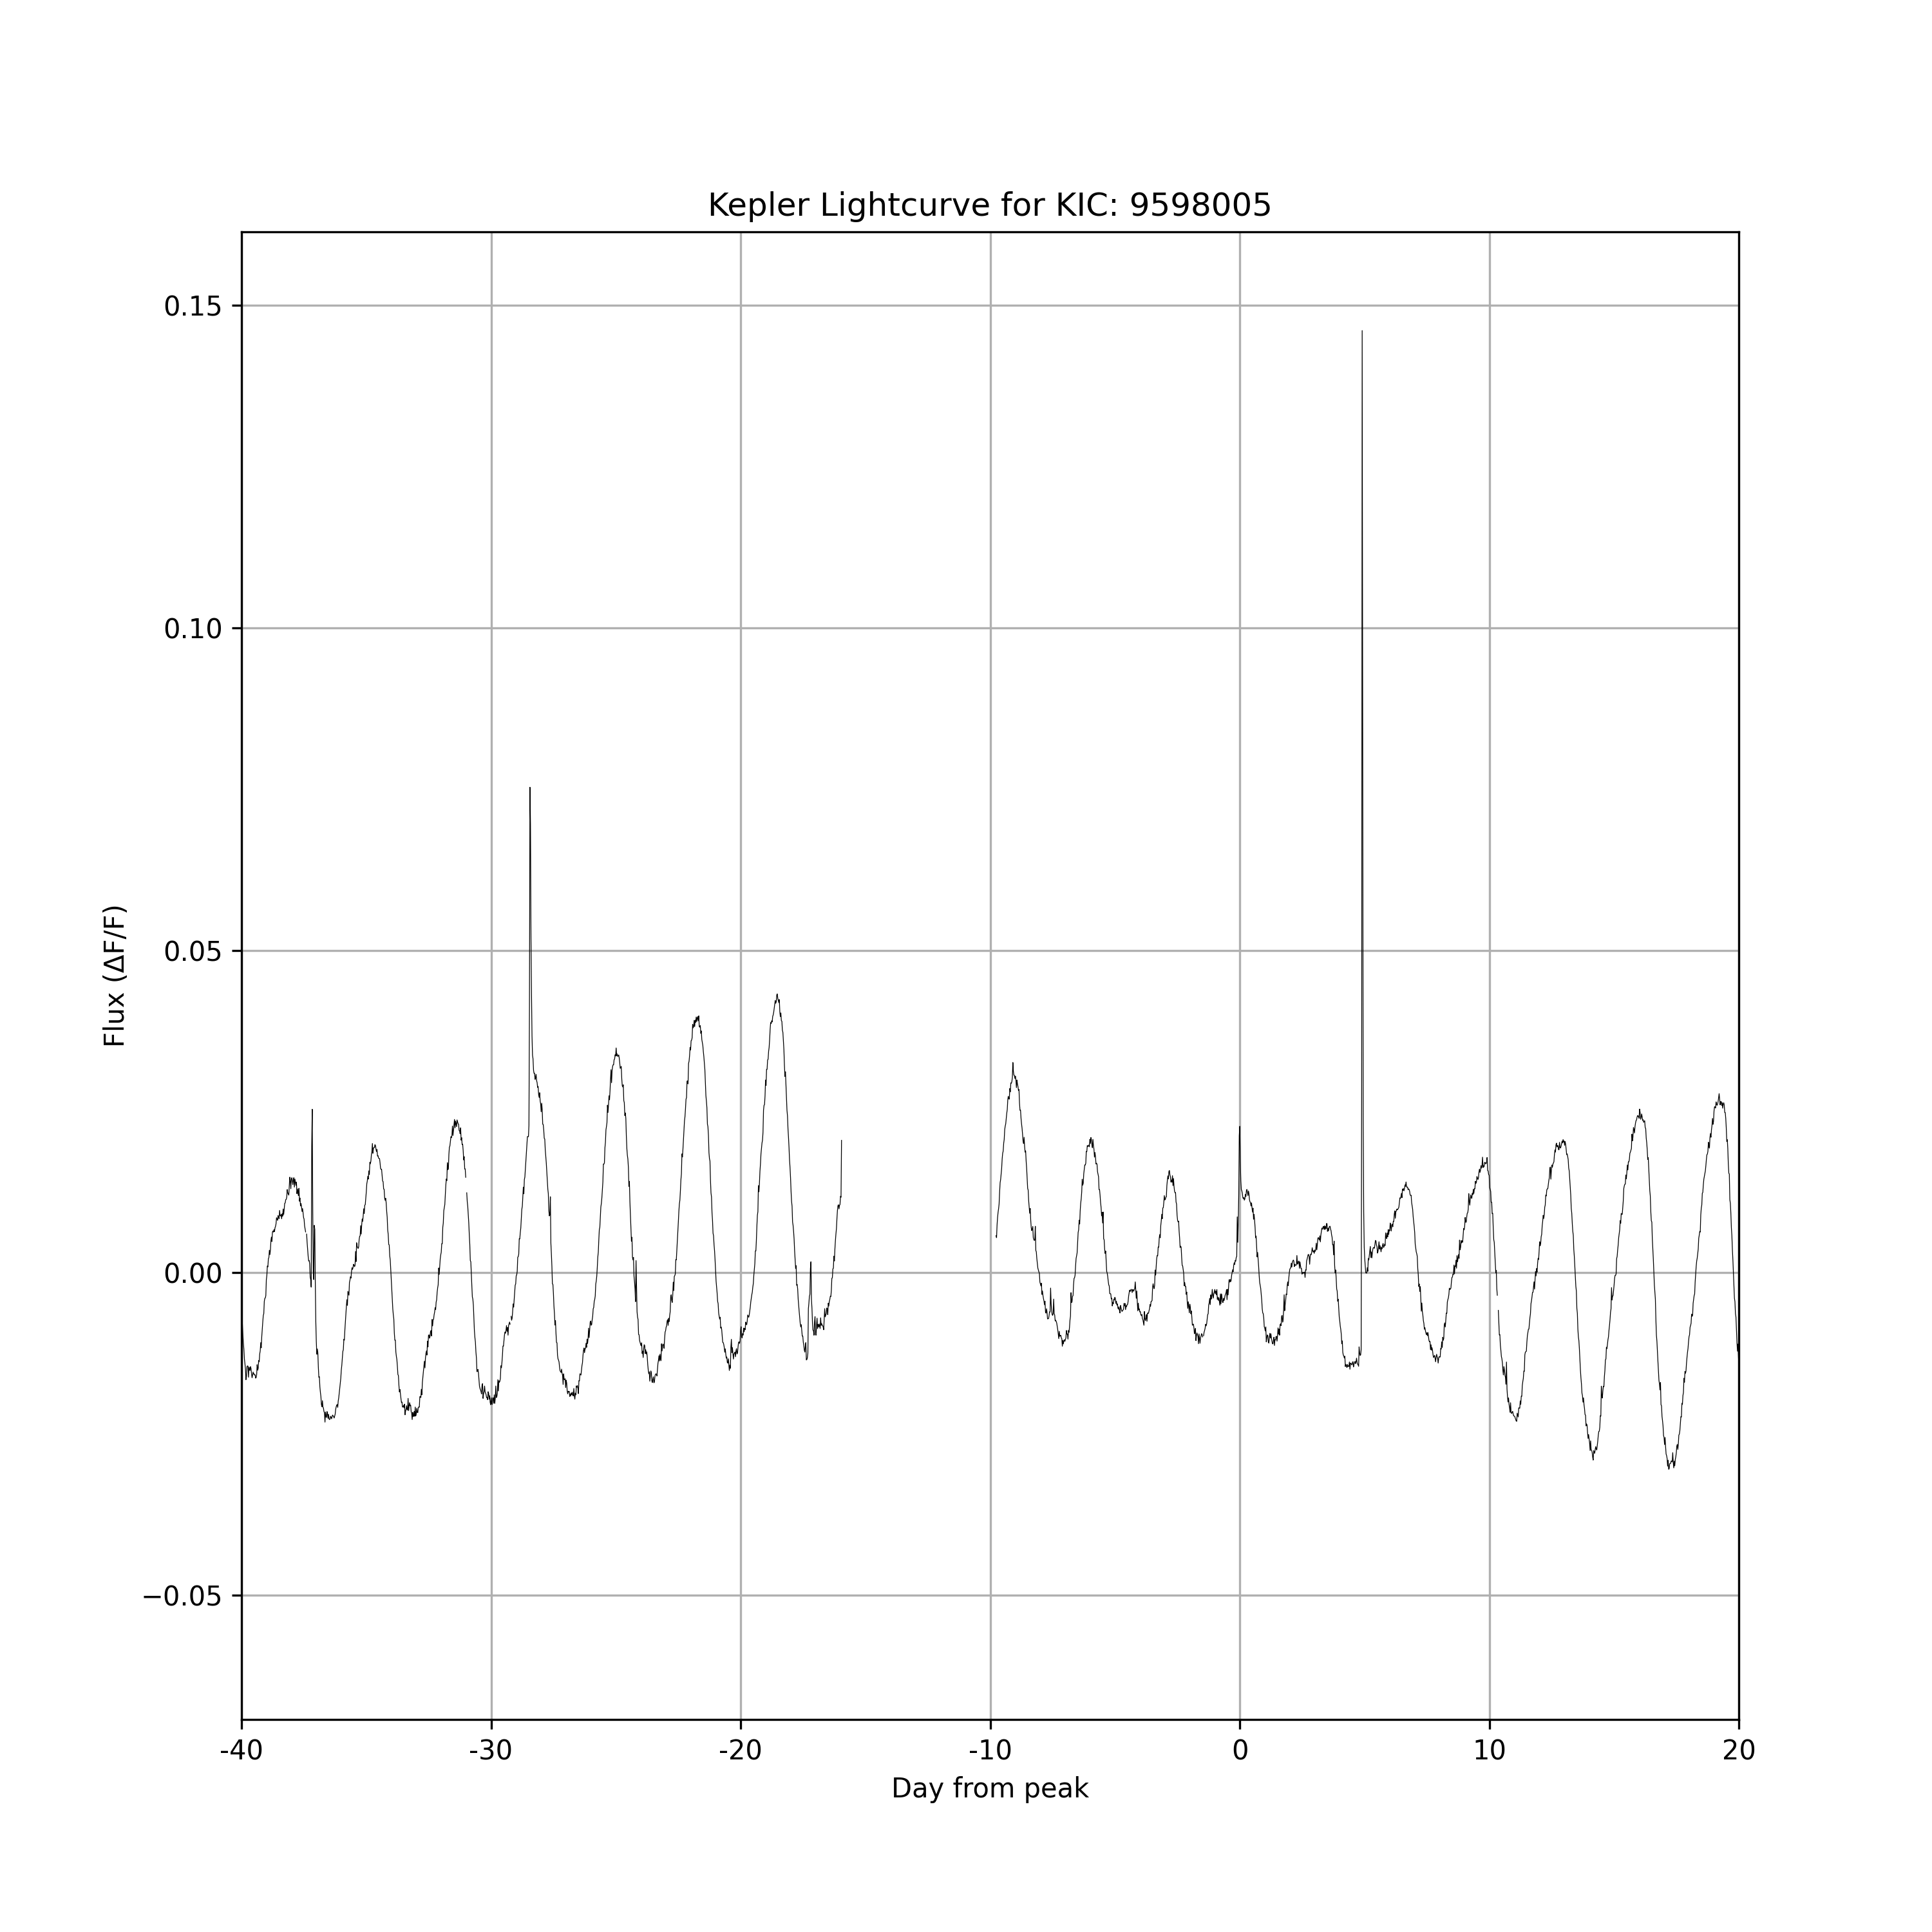 Kepler Lightcurve for KIC: 9598005
0.15
0.10
0.05
0.00
−0.05
Flux (ΔF/F)
-40 -30 -20 -10 0 10 20
Day from peak